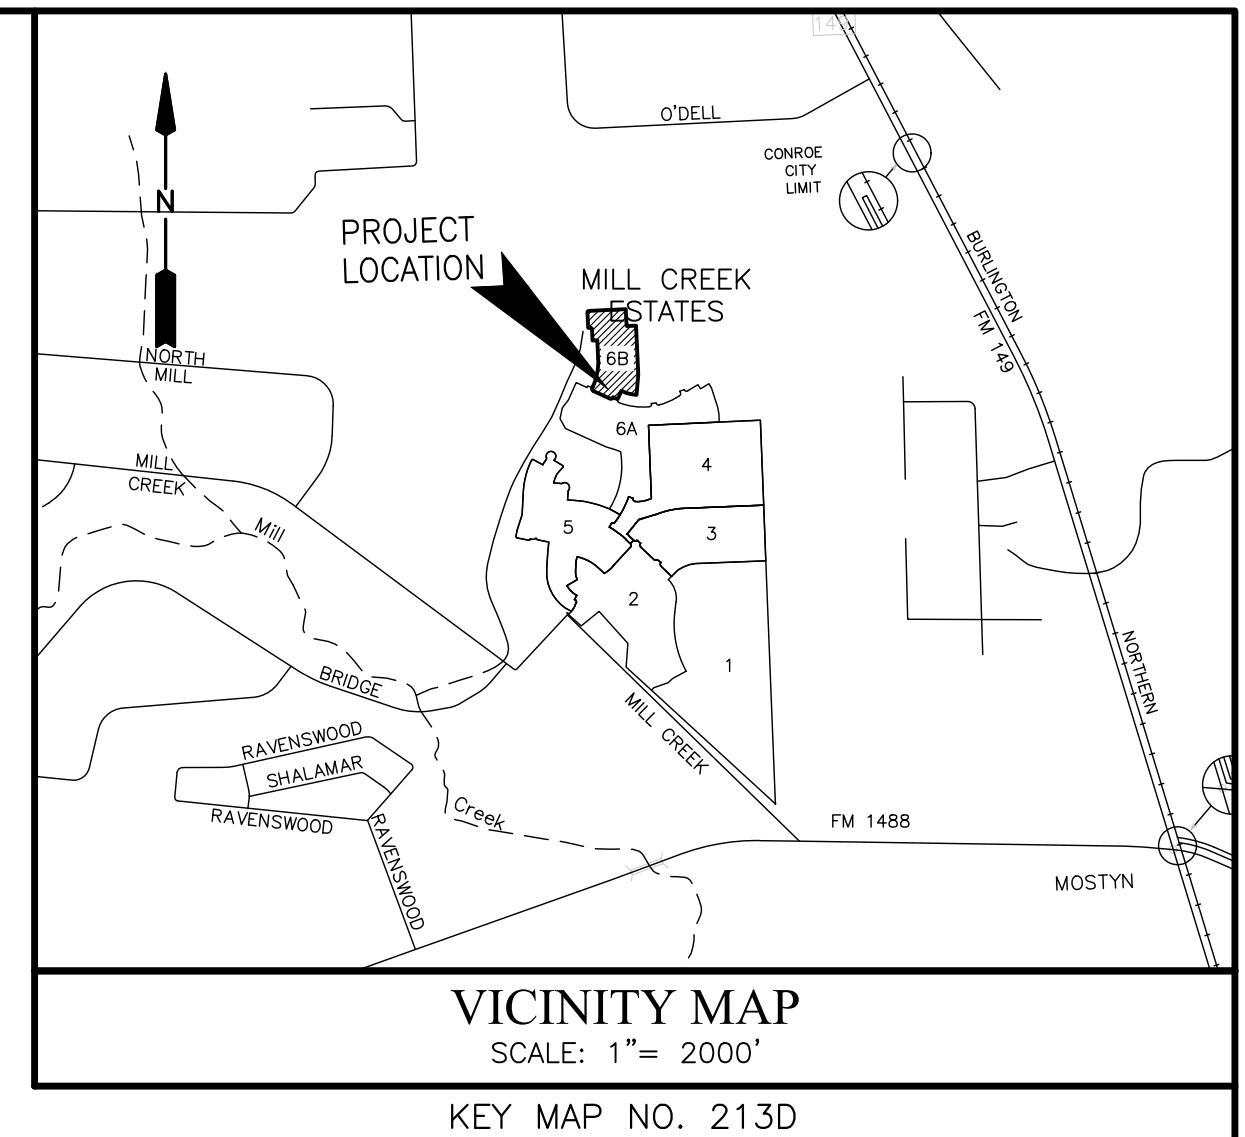 149
O'DELL
CONROE
CITY
LIMIT
N
PROJECT
LOCATION
MILL CREEK
ESTATES
BURLINGTON
FM 149
NORTH
MILL
6B
6A
4
MILL
CREEK
Mill
5
3
2
1
BRIDGE
NORTHERN
MILL CREEK
RAVENSWOOD
SHALAMAR
RAVENSWOOD
RAVENSWOOD
Creek
FM 1488
MOSTYN
VICINITY MAP
SCALE: 1"= 2000'
KEY MAP NO. 213D